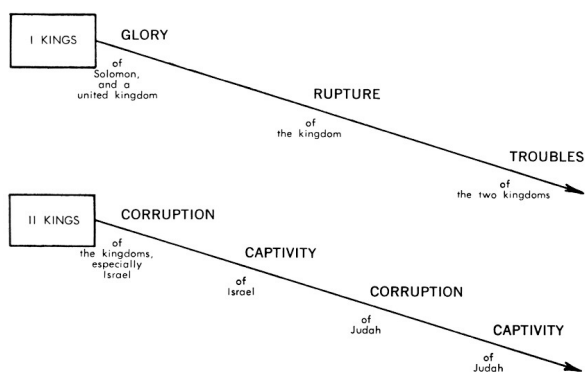 I KINGS
GLORY
of
Solomon,
and a
united kingdom
RUPTURE
of
the kingdom
TROUBLES
of
the two kingdoms
II KINGS
CORRUPTION
of
the kingdoms,
especially
Israel
CAPTIVITY
of
Israel
CORRUPTION
of
Judah
CAPTIVITY
of
Judah